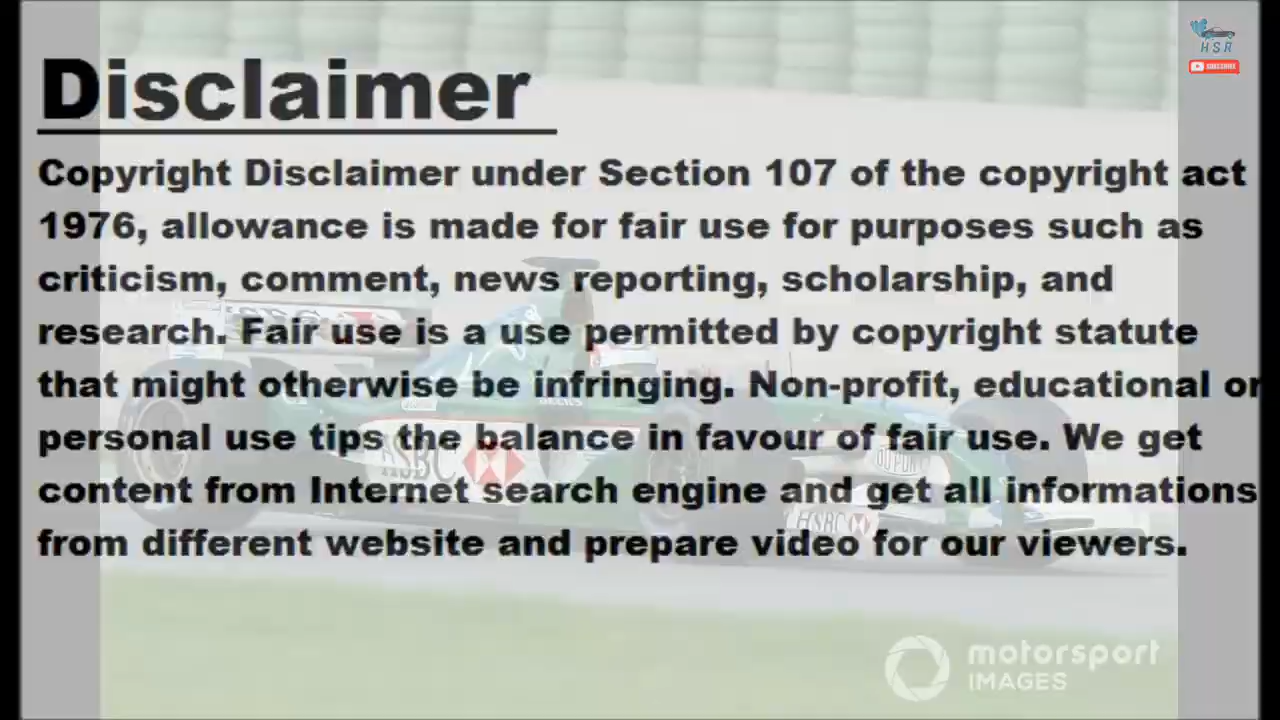 HSR
SUBSCRIBE
Disclaimer
Copyright Disclaimer under Section 107 of the copyright act
1976, allowance is made for fair use for purposes such as
criticism, comment, news reporting, scholarship, and
research. Fair use is a use permitted by copyright statute
that might otherwise be infringing. Non-profit, educational or
personal use tips the balance in favour of fair use. We get
content from Internet search engine and get all informations
from different website and prepare video for our viewers.
HSBC
DUPONT
HSBC
motorsport
IMAGES